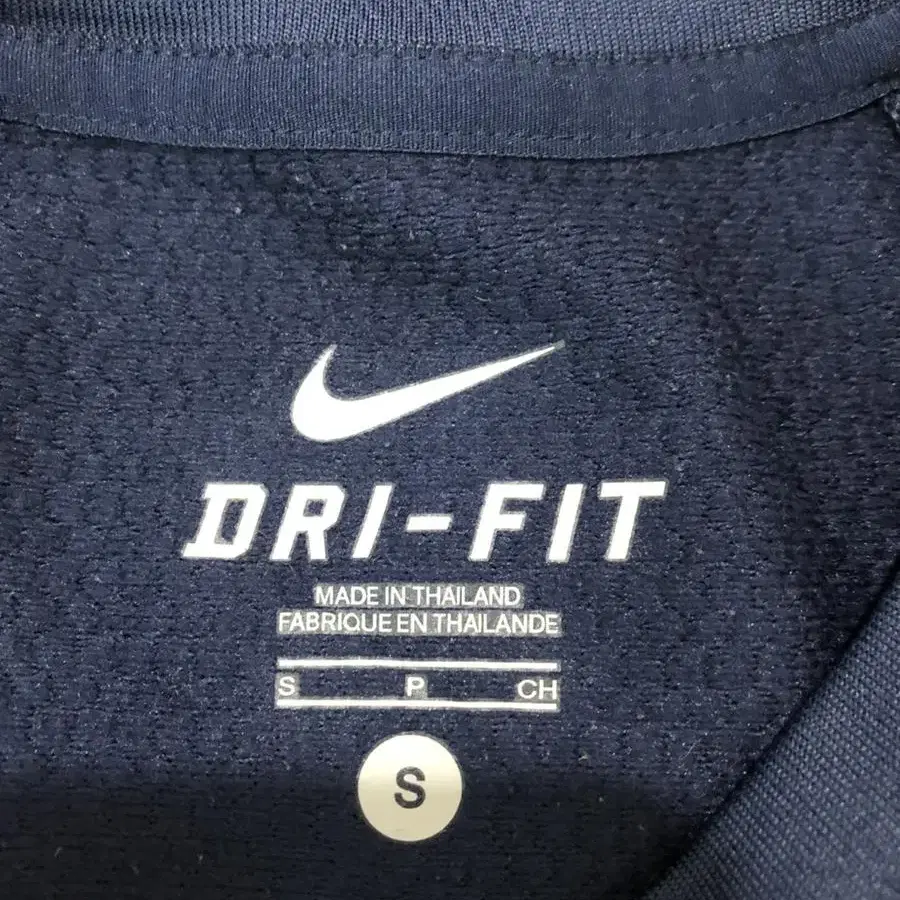 DRI-FIT
MADE IN THAILAND
FABRIQUE EN THAILANDE
S P CH
S